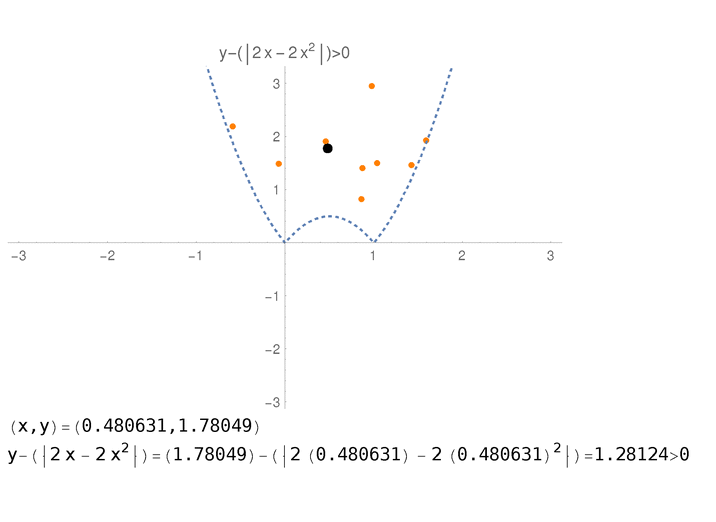 y−(|2x−2x²|)>0
3
2
1
−3 −2 −1 1 2 3
−1
−2
−3
(x,y)=(0.480631,1.78049)
y−(|2x−2x²|)=(1.78049)−(|2 (0.480631) − 2 (0.480631)²|)=1.28124>0